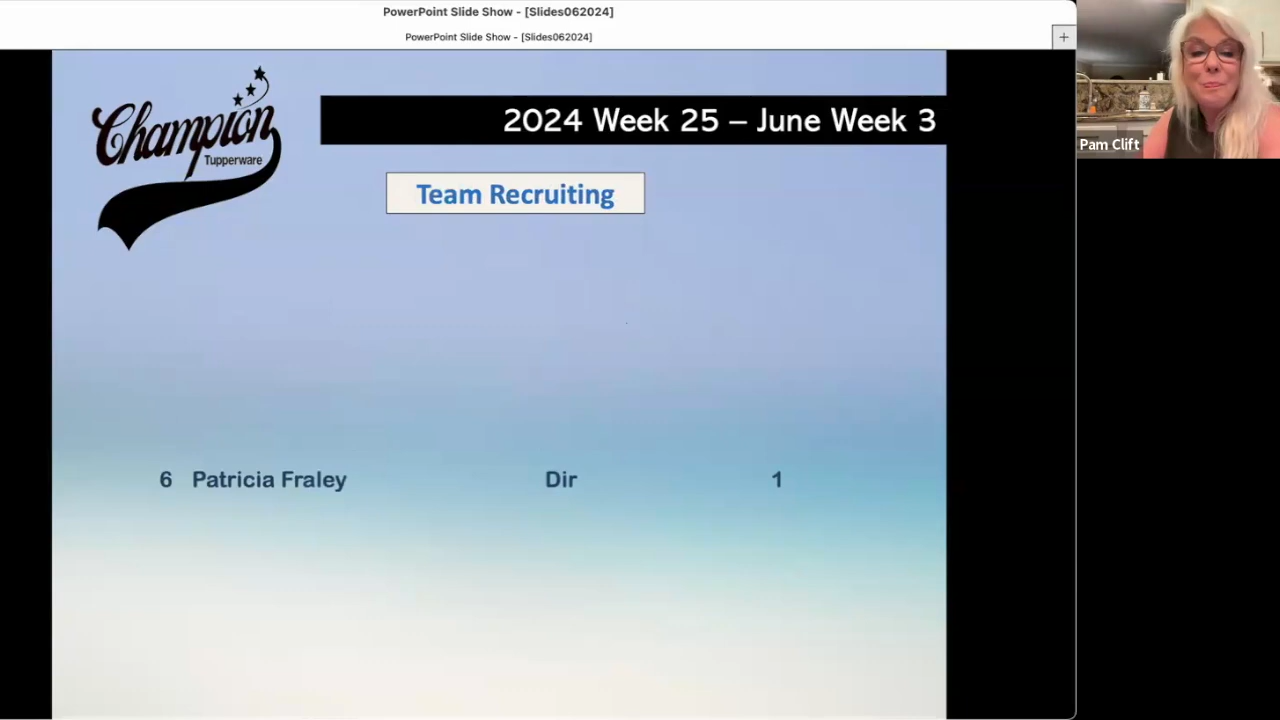 PowerPoint Slide Show - [Slides062024]
PowerPoint Slide Show - [Slides062024]
+
Champion
Tupperware
2024 Week 25 – June Week 3
Team Recruiting
Pam Clift
6 Patricia Fraley Dir 1